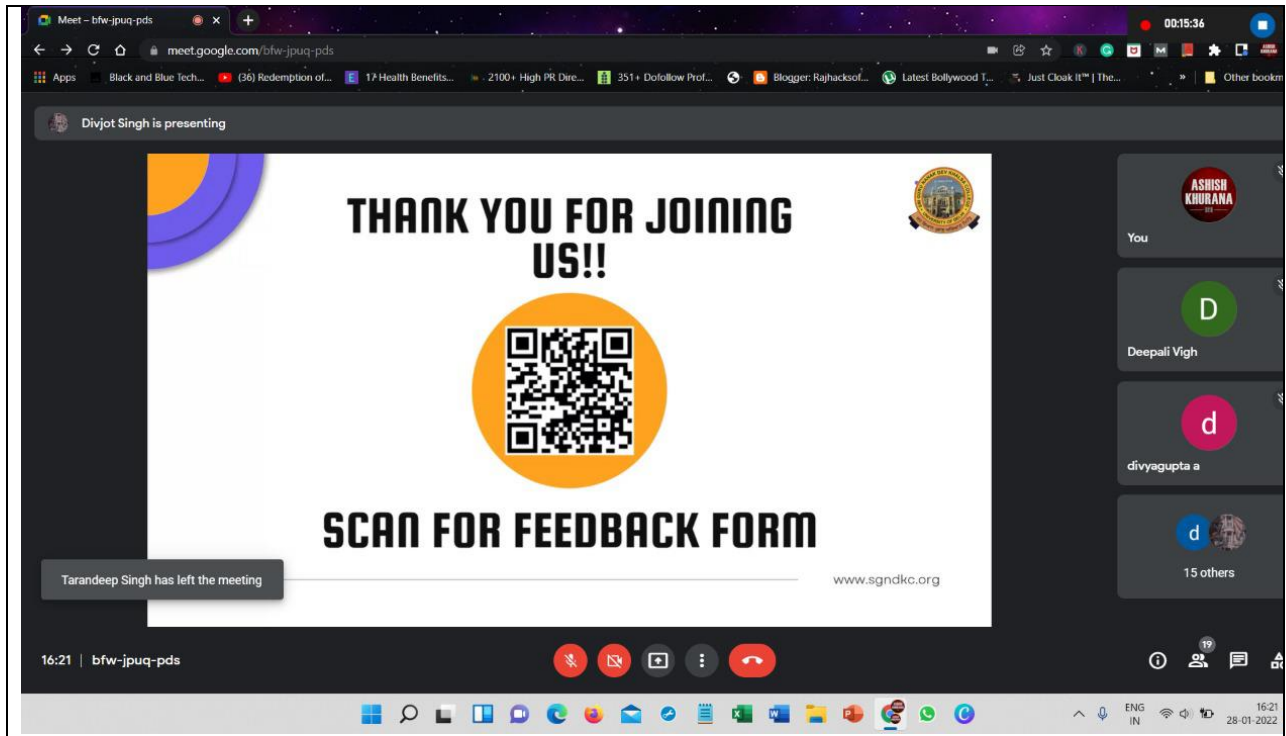 Meet – bfw-jpuq-pds
00:15:36
meet.google.com/bfw-jpuq-pds
Apps
Black and Blue Tech...
(36) Redemption of...
17 Health Benefits...
2100+ High PR Dire...
351+ Dofollow Prof...
Blogger: Rajhacksof...
Latest Bollywood T...
Just Cloak It™ | The...
»
Other bookm
Divjot Singh is presenting
THANK YOU FOR JOINING
US!!
SCAN FOR FEEDBACK FORM
www.sgndkc.org
ASHISH
KHURANA
You
D
Deepali Vigh
d
divyagupta a
d
15 others
Tarandeep Singh has left the meeting
16:21 | bfw-jpuq-pds
19
ENG
IN
16:21
28-01-2022